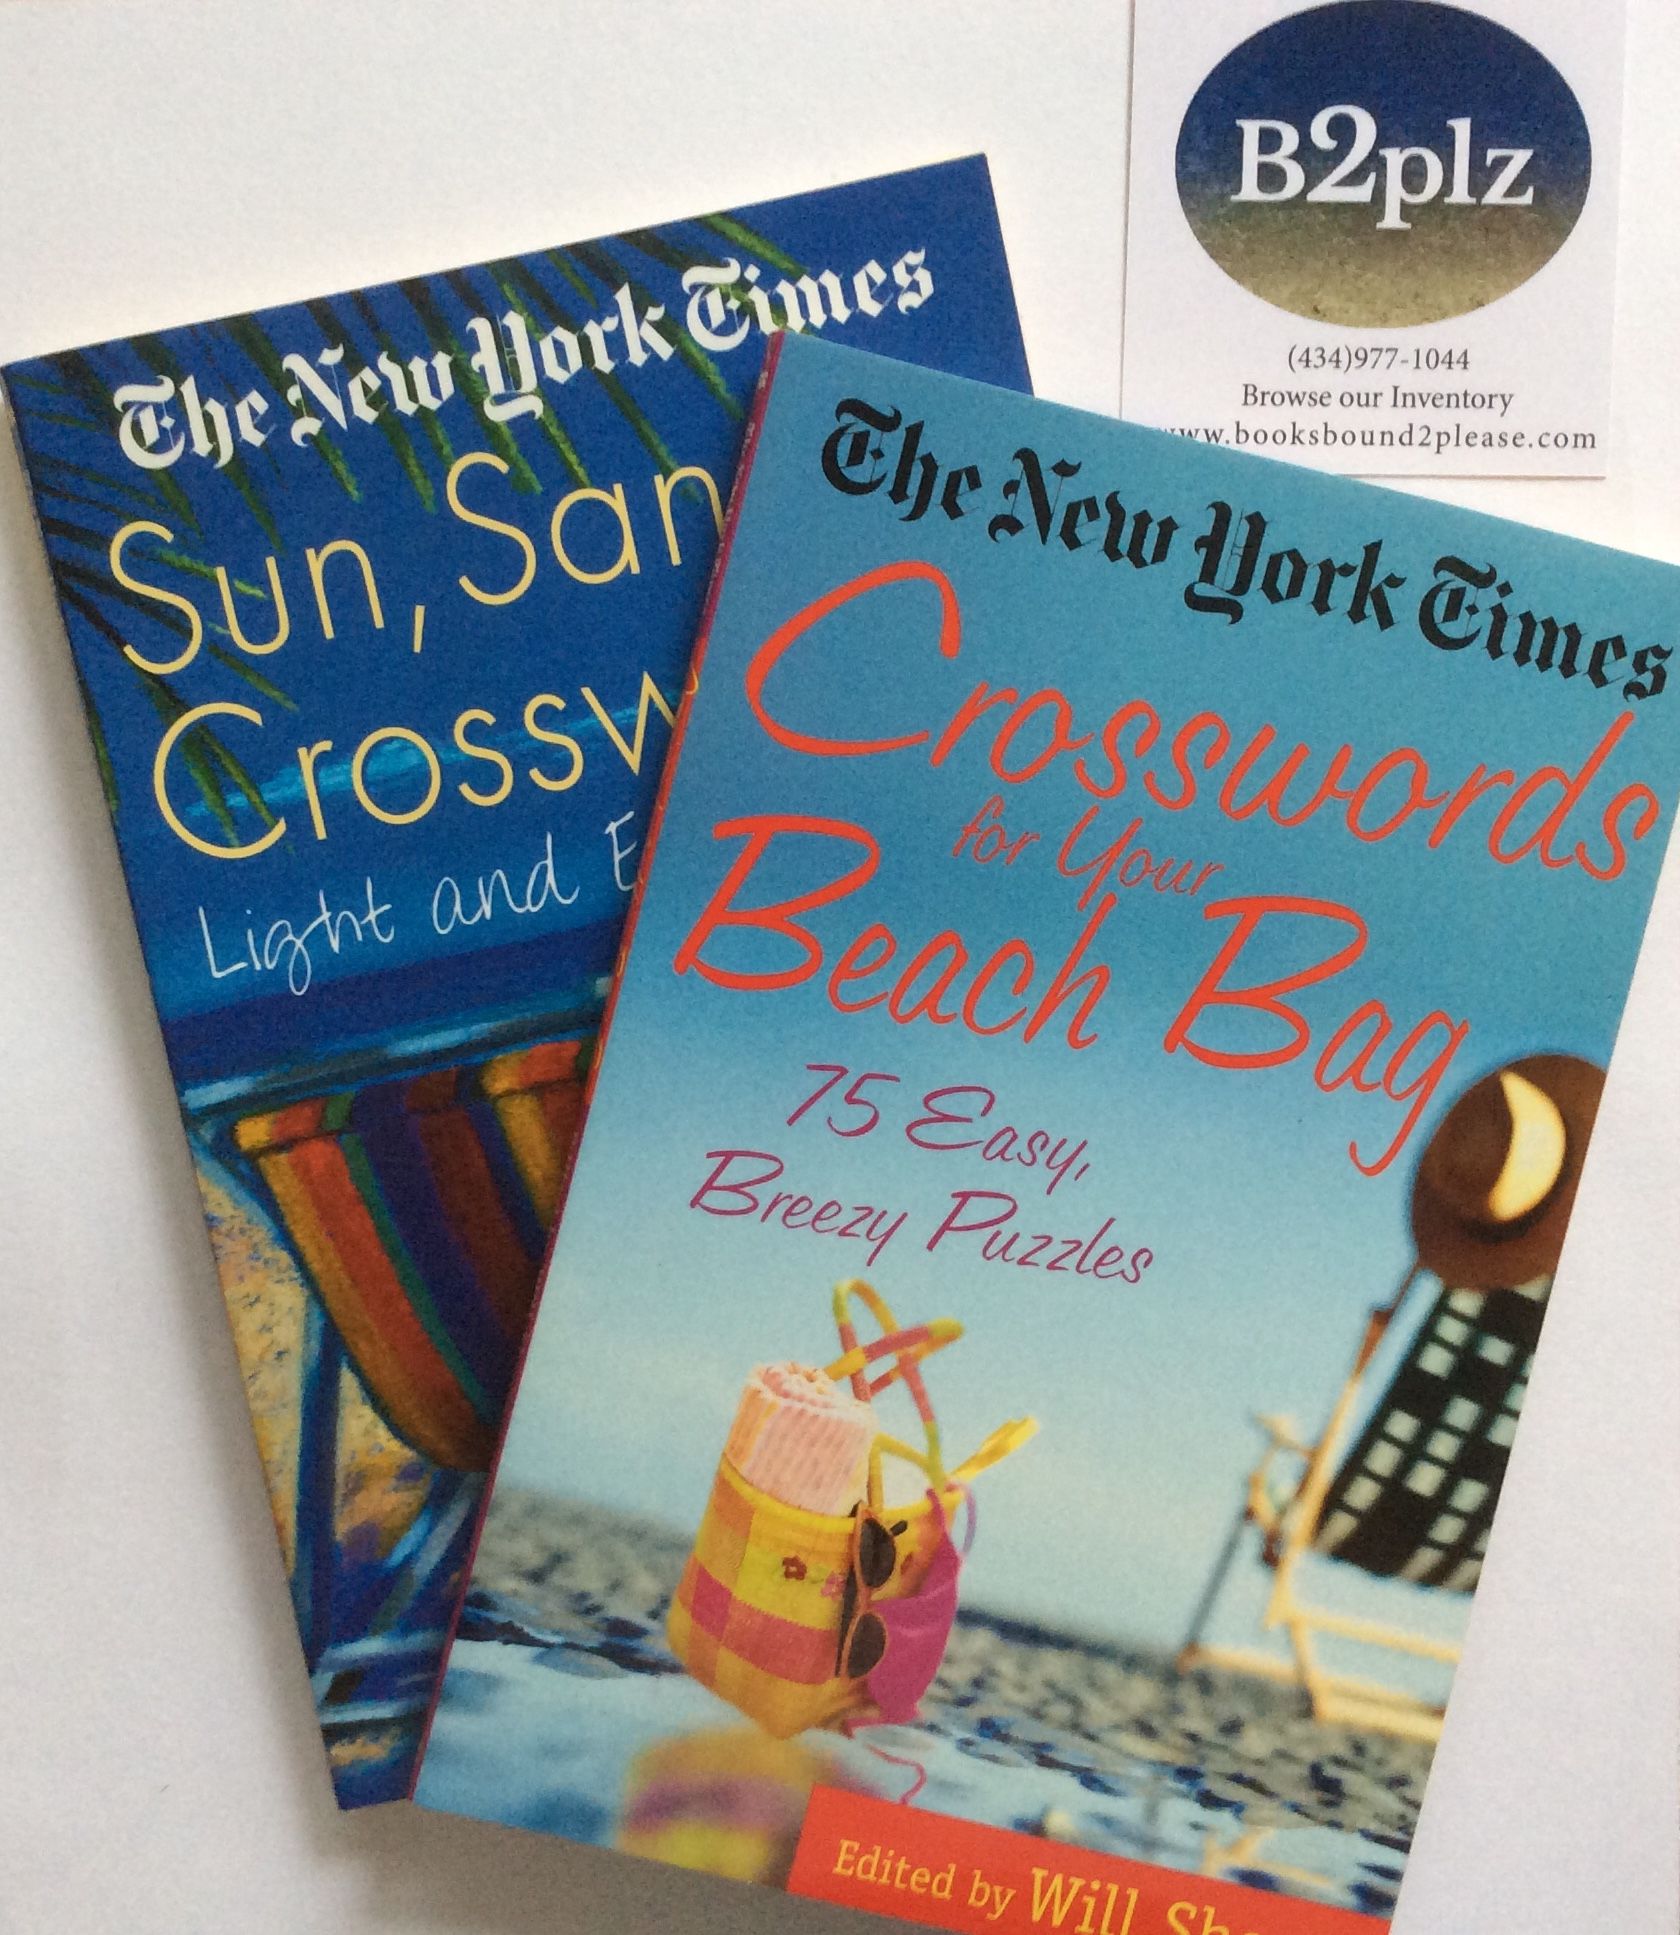 B2plz
(434)977-1044
Browse our Inventory
www.booksbound2please.com
The New York Times
Sun, San
Crossw
Light and E
The New York Times
Crosswords
for Your
Beach Bag
75 Easy,
Breezy Puzzles
Edited by Will Sho